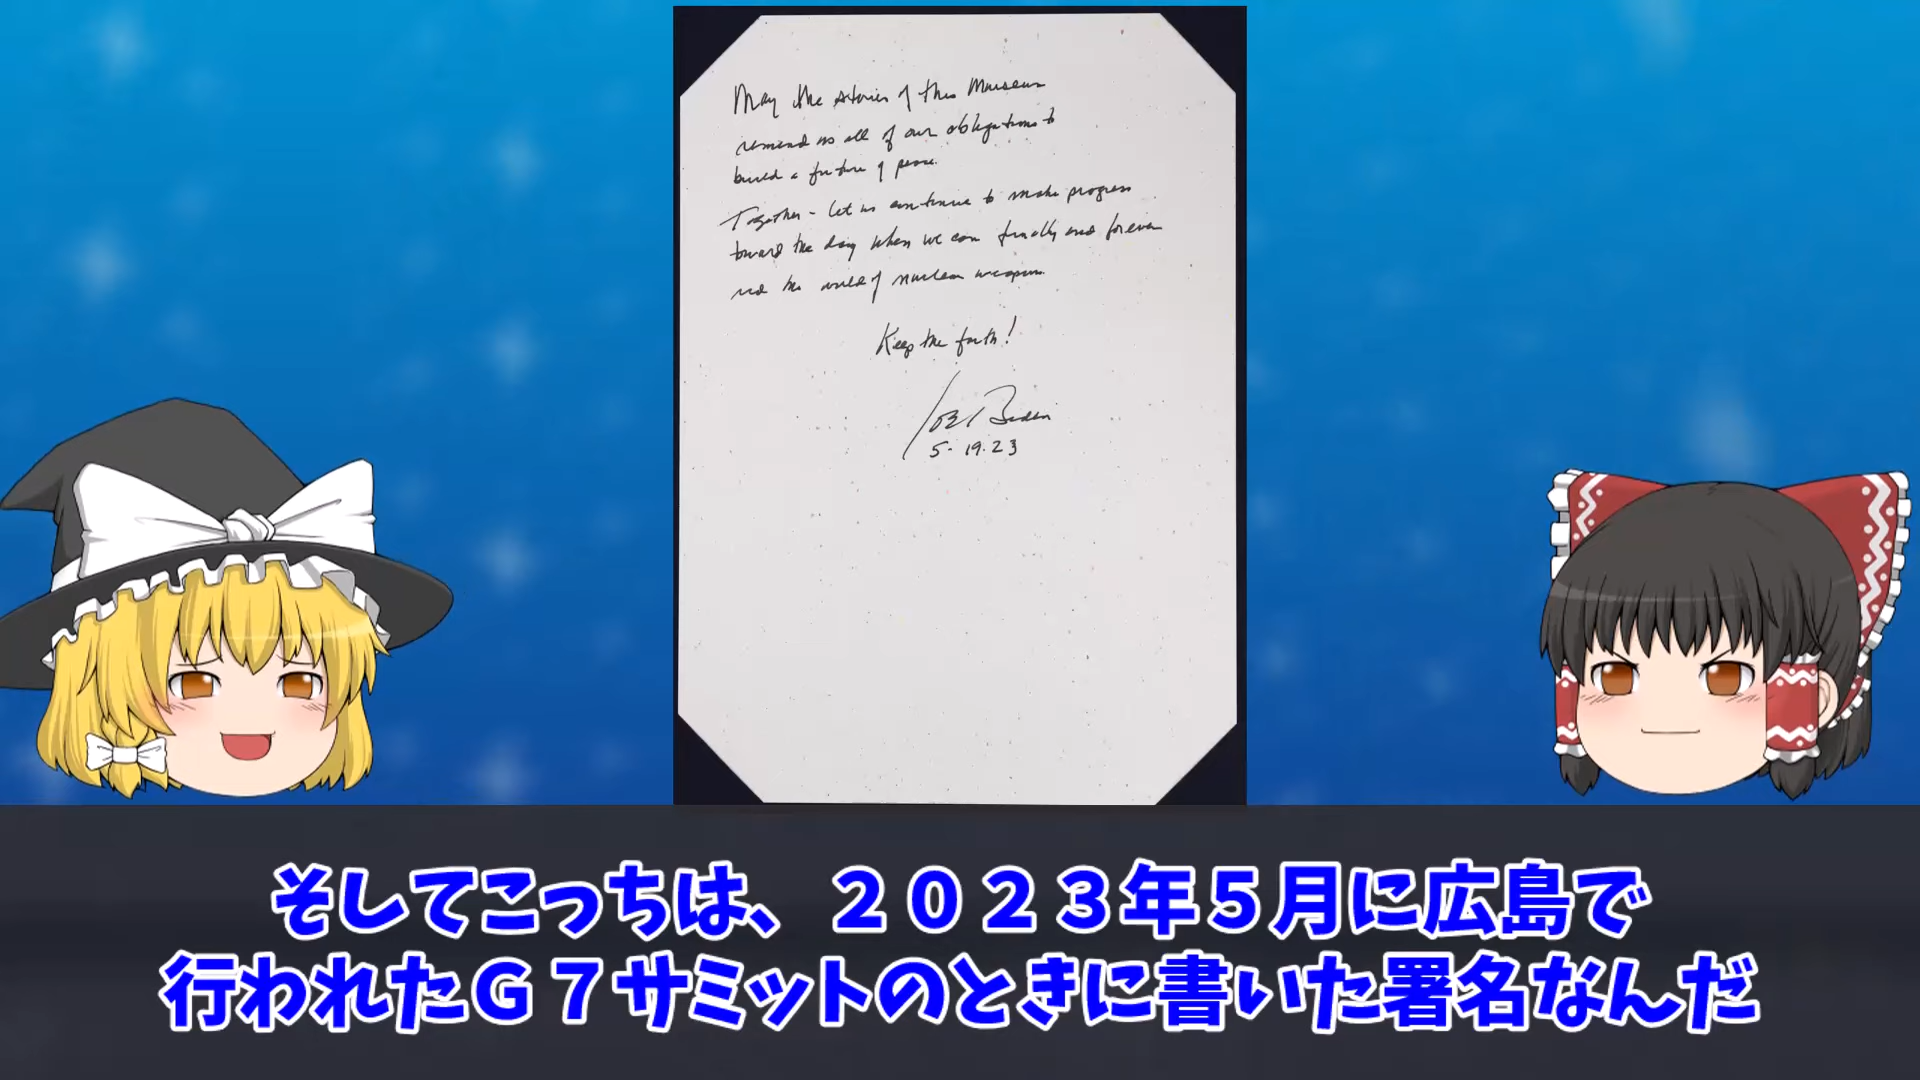 May the stories of this Museum
remind us all of our obligations to
build a future of peace.
Together - let us continue to make progress
toward the day when we can finally and forever
rid the world of nuclear weapons.
Keep the faith!
Joe Biden
5-19-23
そしてこっちは、２０２３年５月に広島で
行われたＧ７サミットのときに書いた署名なんだ